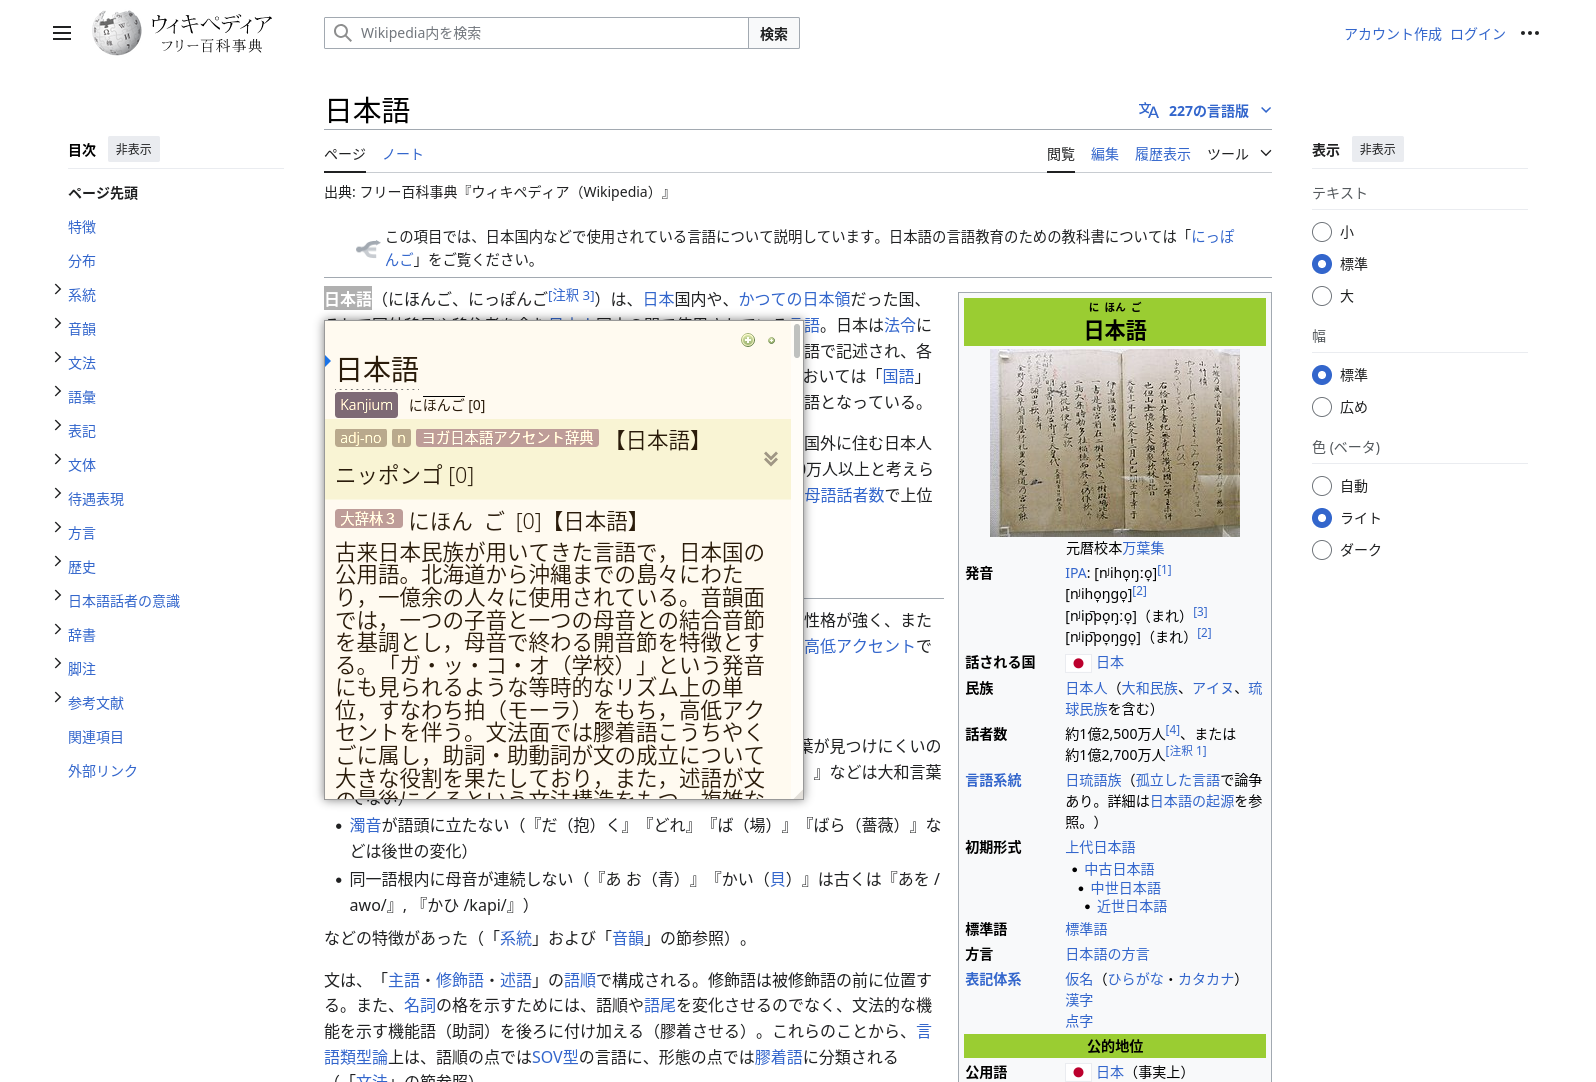 ウィキペディア
フリー百科事典
Wikipedia内を検索
検索
アカウント作成 ログイン
目次 非表示
ページ先頭
特徴
分布
系統
音韻
文法
語彙
表記
文体
待遇表現
方言
歴史
日本語話者の意識
辞書
脚注
参考文献
関連項目
外部リンク
日本語
227の言語版
ページ ノート
閲覧 編集 履歴表示 ツール
出典: フリー百科事典『ウィキペディア（Wikipedia）』
この項目では、日本国内などで使用されている言語について説明しています。日本語の言語教育のための教科書については「にっぽ
んご」をご覧ください。
日本語（にほんご、にっぽんご[注釈 3]）は、日本国内や、かつての日本領だった国、
語。日本は法令に
語で記述され、各
おいては「国語」
語となっている。
国外に住む日本人
万人以上と考えら
母語話者数で上位
性格が強く、また
高低アクセントで
葉が見つけにくいの
』などは大和言葉
日本語
Kanjium にほんご [0]
adj-no n ヨガ日本語アクセント辞典 【日本語】
ニッポンゴ [0]
大辞林３ にほん ご [0]【日本語】
古来日本民族が用いてきた言語で，日本国の
公用語。北海道から沖縄までの島々にわた
り，一億余の人々に使用されている。音韻面
では，一つの子音と一つの母音との結合音節
を基調とし，母音で終わる開音節を特徴とす
る。「ガ・ッ・コ・オ（学校）」という発音
にも見られるような等時的なリズム上の単
位，すなわち拍（モーラ）をもち，高低アク
セントを伴う。文法面では膠着語こうちやく
ごに属し，助詞・助動詞が文の成立について
大きな役割を果たしており，また，述語が文
の最後にくるという文法構造をもつ。複雑な
• 濁音が語頭に立たない（『だ（抱）く』『どれ』『ば（場）』『ばら（薔薇）』な
どは後世の変化）
• 同一語根内に母音が連続しない（『あ お（青）』『かい（貝）』は古くは『あを /
awo/』, 『かひ /kapi/』）
などの特徴があった（「系統」および「音韻」の節参照）。
文は、「主語・修飾語・述語」の語順で構成される。修飾語は被修飾語の前に位置す
る。また、名詞の格を示すためには、語順や語尾を変化させるのでなく、文法的な機
能を示す機能語（助詞）を後ろに付け加える（膠着させる）。これらのことから、言
語類型論上は、語順の点ではSOV型の言語に、形態の点では膠着語に分類される
（「文法」の節参照）。
に ほん ご
日本語
元暦校本万葉集
発音 IPA: [nʲihọŋːọ][1]
[nʲihọŋgọ][2]
[nʲip̚pọŋːọ]（まれ）[3]
[nʲip̚pọŋgọ]（まれ）[2]
話される国 日本
民族 日本人（大和民族、アイヌ、琉
球民族を含む）
話者数 約1億2,500万人[4]、または
約1億2,700万人[注釈 1]
言語系統 日琉語族（孤立した言語で論争
あり。詳細は日本語の起源を参
照。）
初期形式 上代日本語
• 中古日本語
• 中世日本語
• 近世日本語
標準語 標準語
方言 日本語の方言
表記体系 仮名（ひらがな・カタカナ）
漢字
点字
公的地位
公用語 日本（事実上）
表示 非表示
テキスト
小
標準
大
幅
標準
広め
色 (ベータ)
自動
ライト
ダーク